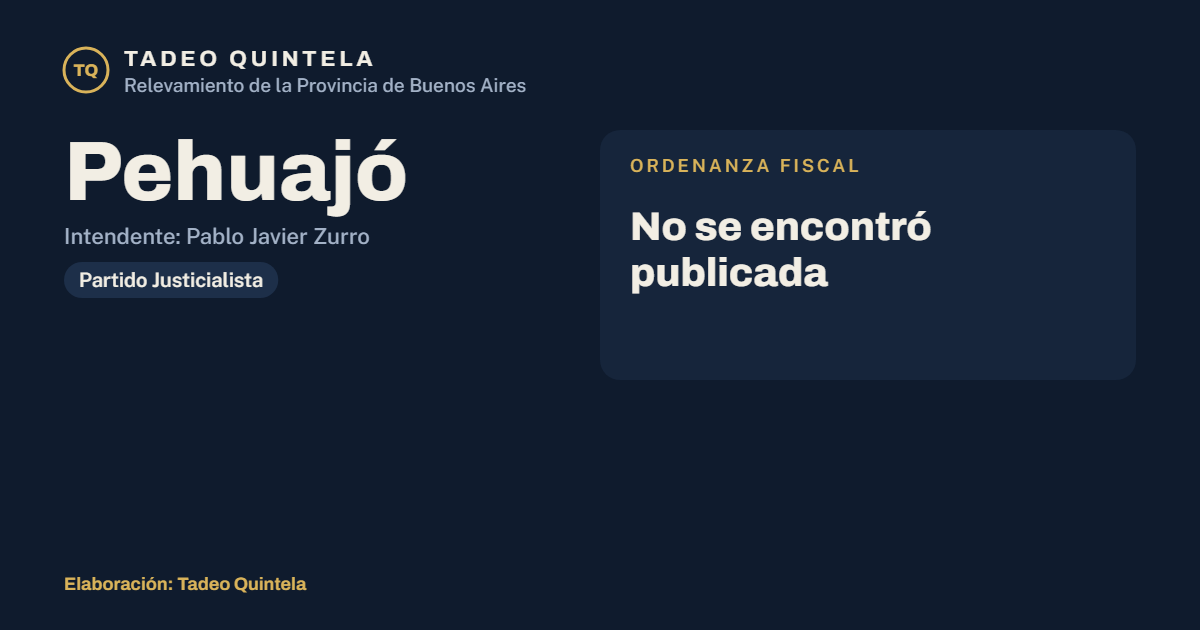 TQ
TADEO QUINTELA
Relevamiento de la Provincia de Buenos Aires
Pehuajó
Intendente: Pablo Javier Zurro
Partido Justicialista
ORDENANZA FISCAL
No se encontró
publicada
Elaboración: Tadeo Quintela